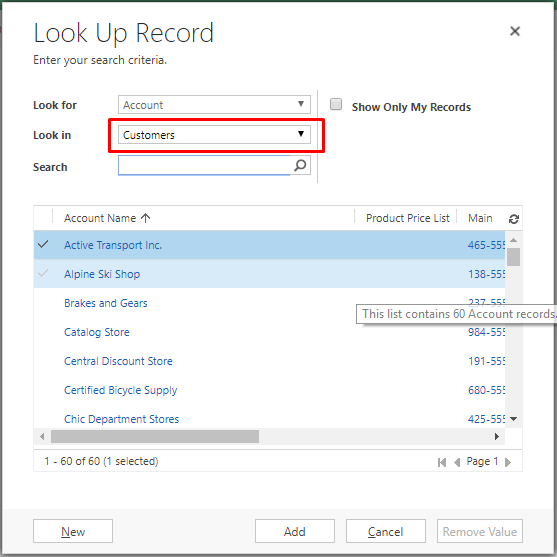 Look Up Record
Enter your search criteria.
Look for Account
Show Only My Records
Look in Customers
Search
Account Name Product Price List Main
Active Transport Inc. 465-555
Alpine Ski Shop 138-555
Brakes and Gears 237-555
This list contains 60 Account records.
Catalog Store 984-555
Central Discount Store 191-555
Certified Bicycle Supply 680-555
Chic Department Stores 425-555
1 - 60 of 60 (1 selected) Page 1
New Add Cancel Remove Value